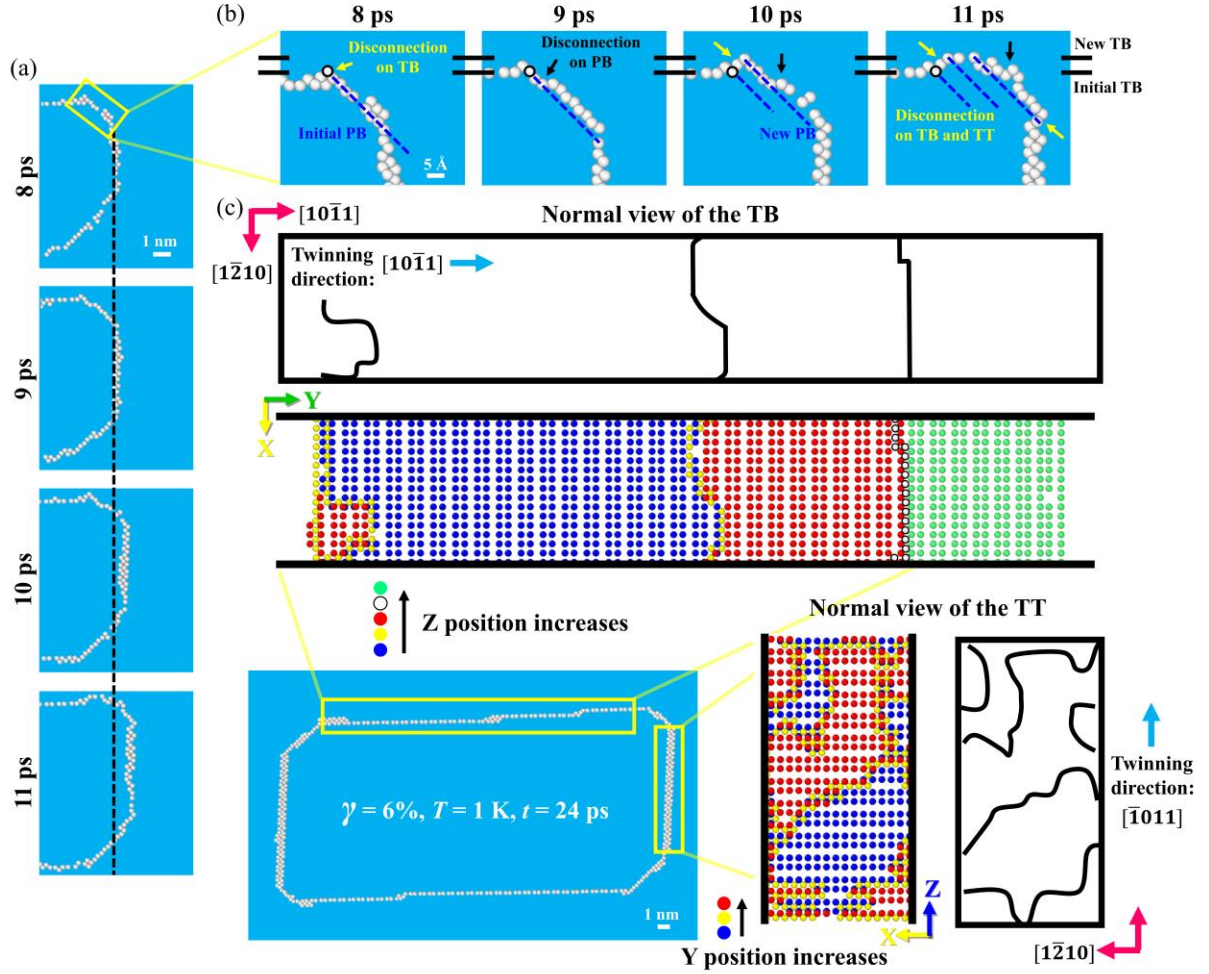 (a)
8 ps
1 nm
9 ps
10 ps
11 ps
(b)
8 ps
9 ps
10 ps
11 ps
Disconnection
on TB
Initial PB
5 Å
Disconnection
on PB
New PB
Disconnection
on TB and TT
New TB
Initial TB
(c)
Normal view of the TB
[101̅1]
[12̅10]
Twinning
direction:
[101̅1]
Y
X
Z position increases
γ = 6%, T = 1 K, t = 24 ps
1 nm
Normal view of the TT
Z
X
Y position increases
Twinning
direction:
[1̅011]
[12̅10]